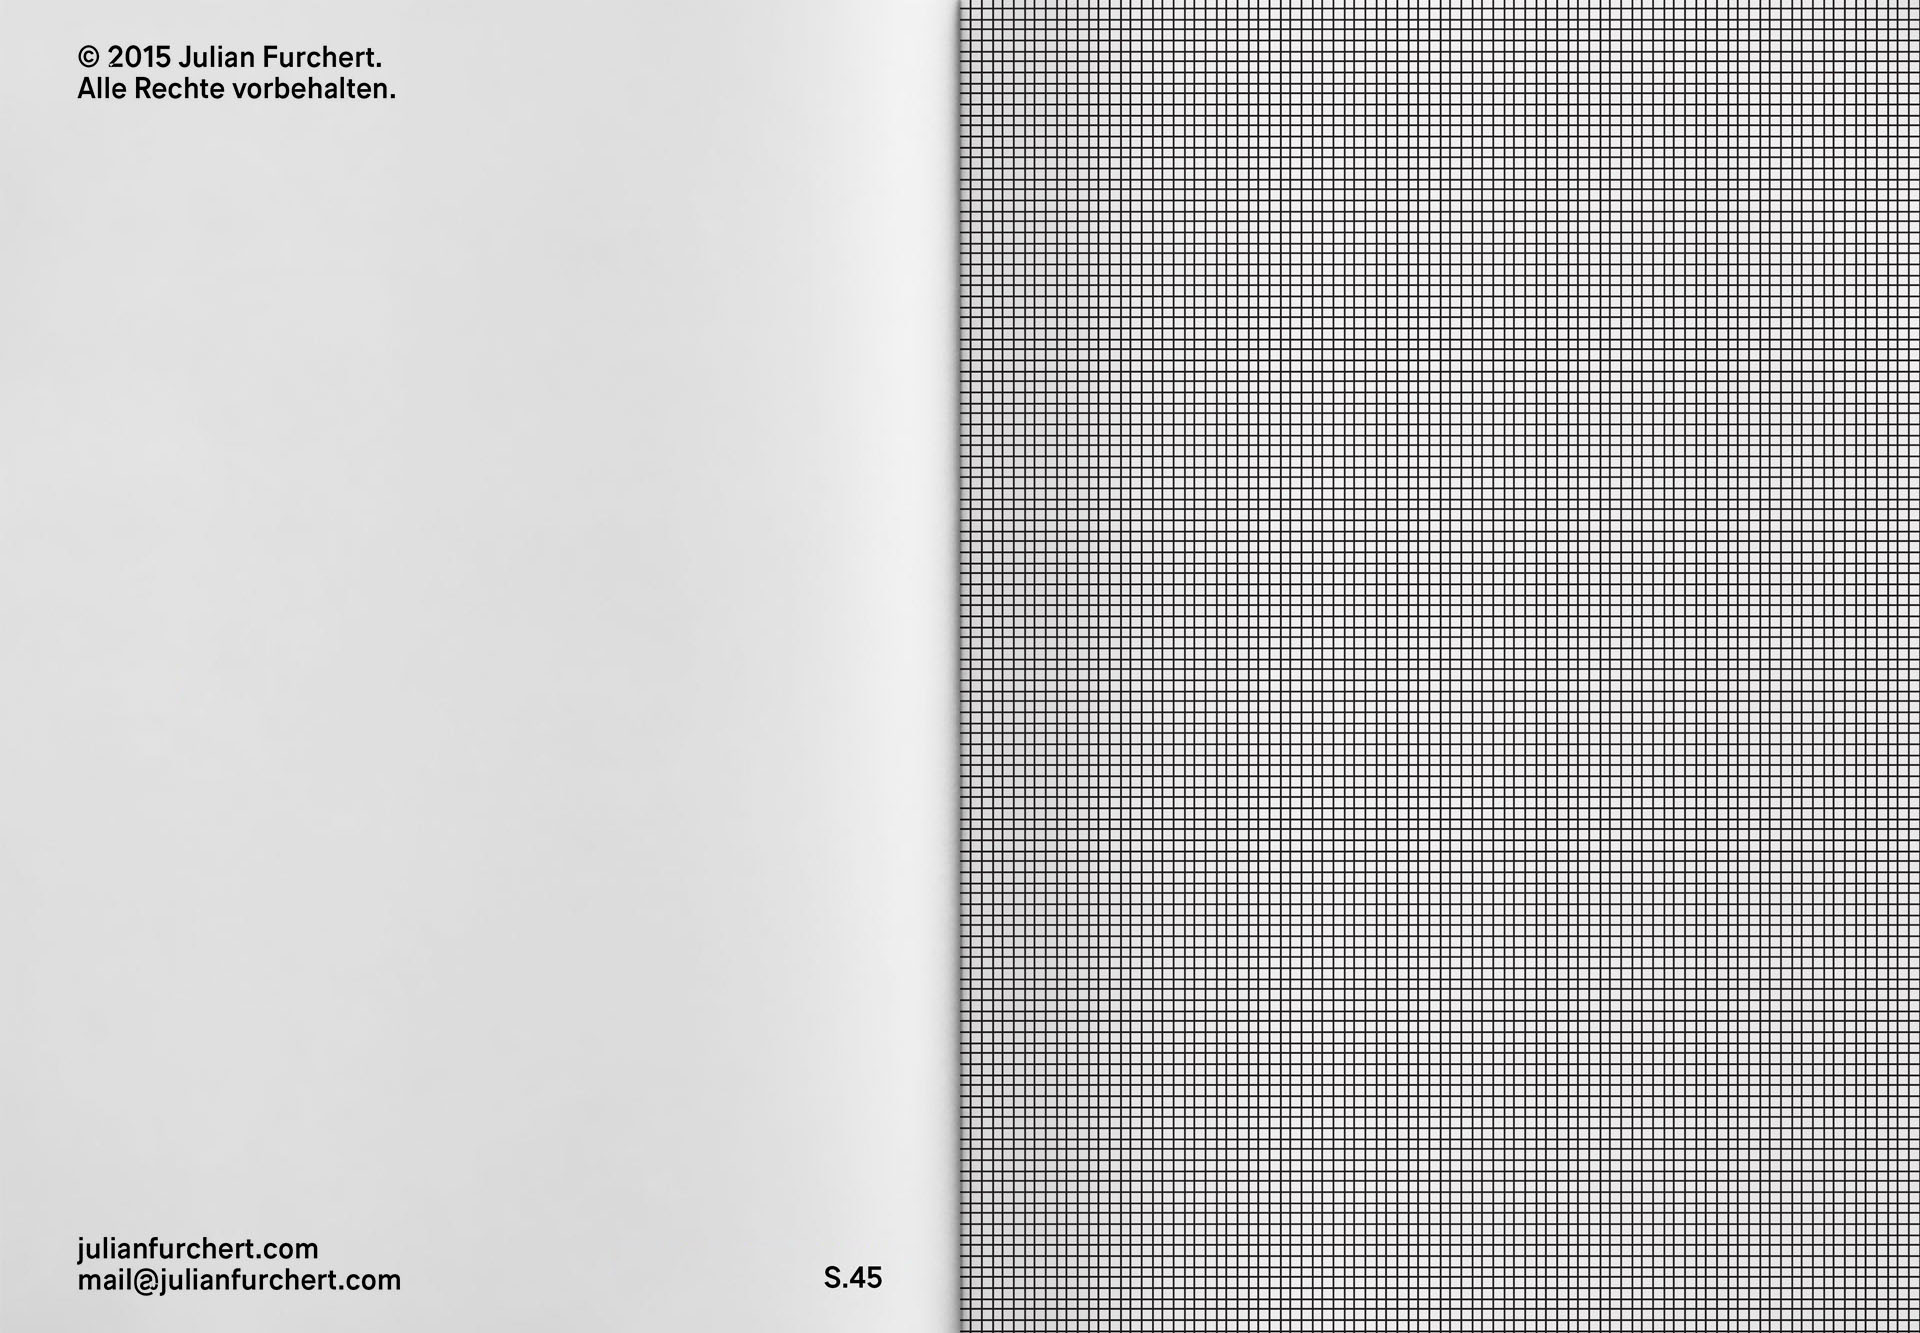 © 2015 Julian Furchert.
Alle Rechte vorbehalten.
julianfurchert.com
mail@julianfurchert.com
S.45